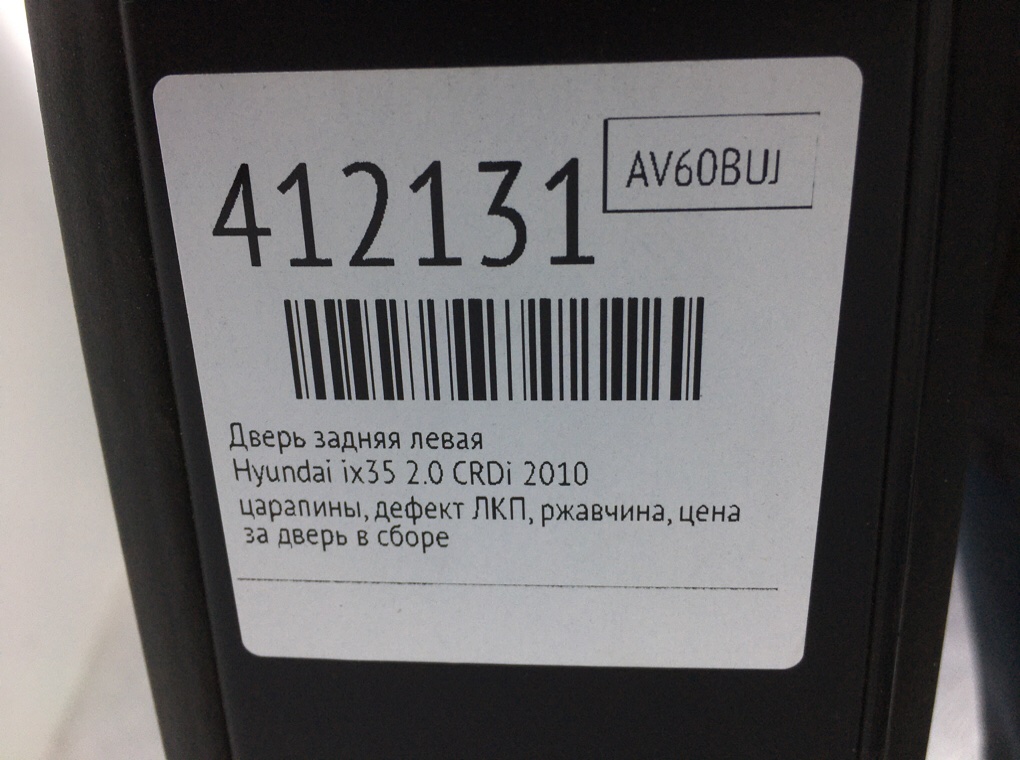 412131
AV60BUJ
Дверь задняя левая
Hyundai ix35 2.0 CRDi 2010
царапины, дефект ЛКП, ржавчина, цена
за дверь в сборе